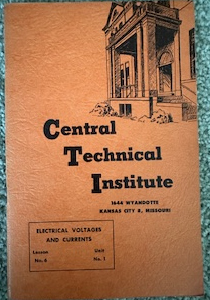 Central
Technical
Institute
1644 WYANDOTTE
KANSAS CITY 8, MISSOURI
ELECTRICAL VOLTAGES
AND CURRENTS
Lesson Unit
No. 6 No. 1